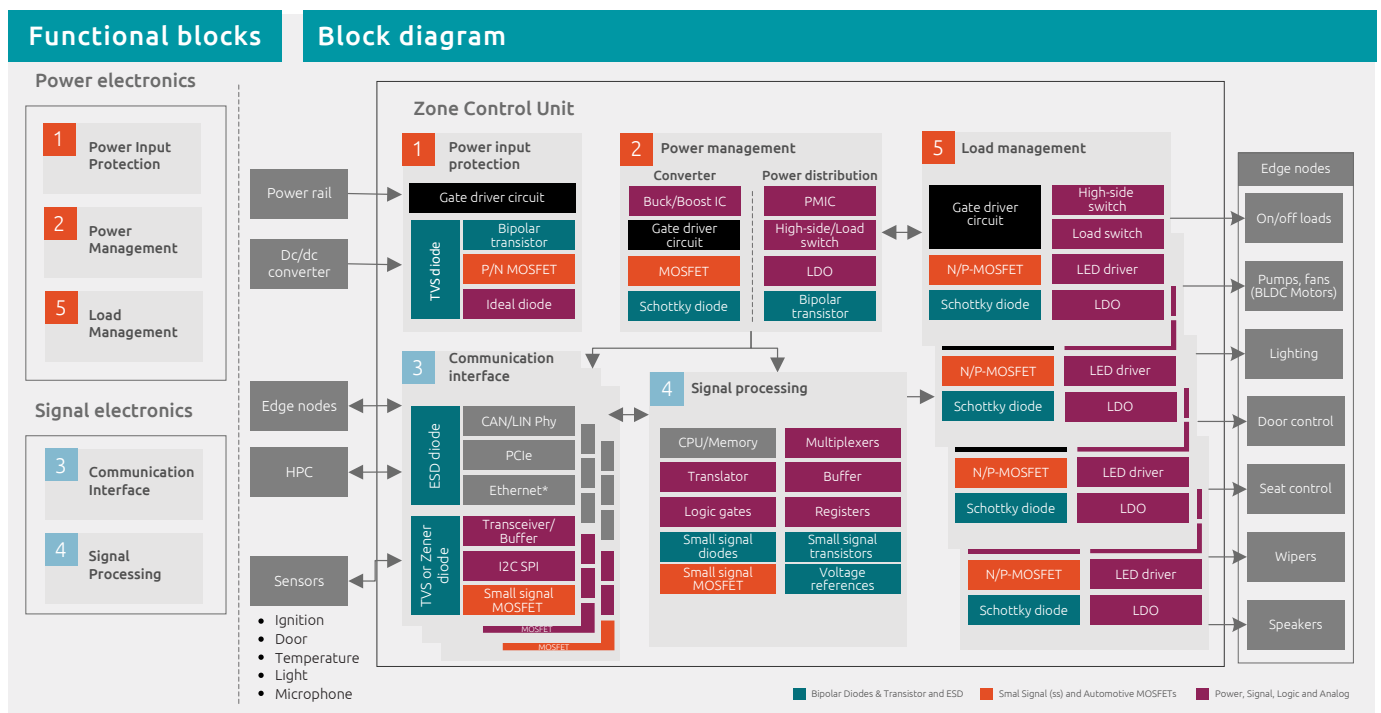 Functional blocks
Block diagram
Power electronics
1
Power Input
Protection
2
Power
Management
5
Load
Management
Signal electronics
3
Communication
Interface
4
Signal
Processing
Power rail
Dc/dc
converter
Edge nodes
HPC
Sensors
• Ignition
• Door
• Temperature
• Light
• Microphone
Zone Control Unit
1
Power input
protection
Gate driver circuit
TVS diode
Bipolar
transistor
P/N MOSFET
Ideal diode
2
Power management
Converter
Buck/Boost IC
Gate driver
circuit
MOSFET
Schottky diode
Power distribution
PMIC
High-side/Load
switch
LDO
Bipolar
transistor
3
Communication
interface
ESD diode
CAN/LIN Phy
PCIe
Ethernet*
TVS or Zener
diode
Transceiver/
Buffer
I2C SPI
Small signal
MOSFET
MOSFET
MOSFET
4
Signal processing
CPU/Memory
Multiplexers
Translator
Buffer
Logic gates
Registers
Small signal
diodes
Small signal
transistors
Small signal
MOSFET
Voltage
references
5
Load management
Gate driver
circuit
High-side
switch
Load switch
N/P-MOSFET
LED driver
Schottky diode
LDO
N/P-MOSFET
LED driver
Schottky diode
LDO
N/P-MOSFET
LED driver
Schottky diode
LDO
N/P-MOSFET
LED driver
Schottky diode
LDO
Edge nodes
On/off loads
Pumps, fans
(BLDC Motors)
Lighting
Door control
Seat control
Wipers
Speakers
Bipolar Diodes & Transistor and ESD
Smal Signal (ss) and Automotive MOSFETs
Power, Signal, Logic and Analog